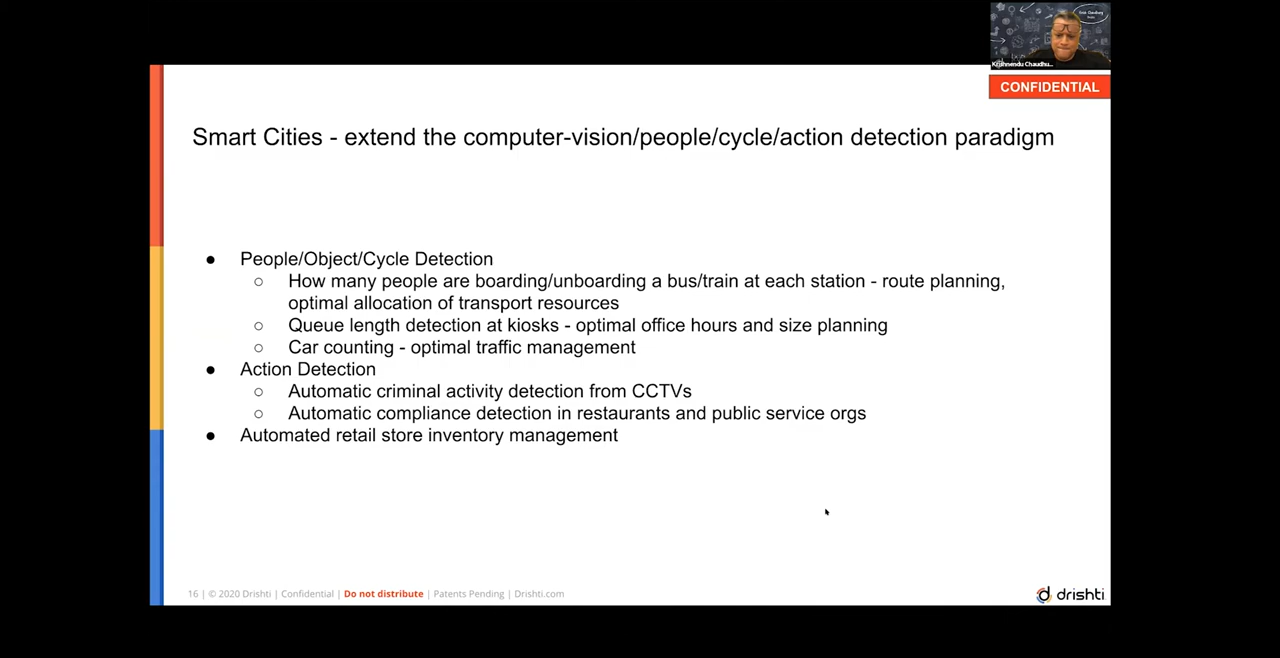 Krishnendu Chaudhu...
CONFIDENTIAL
Smart Cities - extend the computer-vision/people/cycle/action detection paradigm
● People/Object/Cycle Detection
○ How many people are boarding/unboarding a bus/train at each station - route planning,
optimal allocation of transport resources
○ Queue length detection at kiosks - optimal office hours and size planning
○ Car counting - optimal traffic management
● Action Detection
○ Automatic criminal activity detection from CCTVs
○ Automatic compliance detection in restaurants and public service orgs
● Automated retail store inventory management
16 | © 2020 Drishti | Confidential | Do not distribute | Patents Pending | Drishti.com
drishti